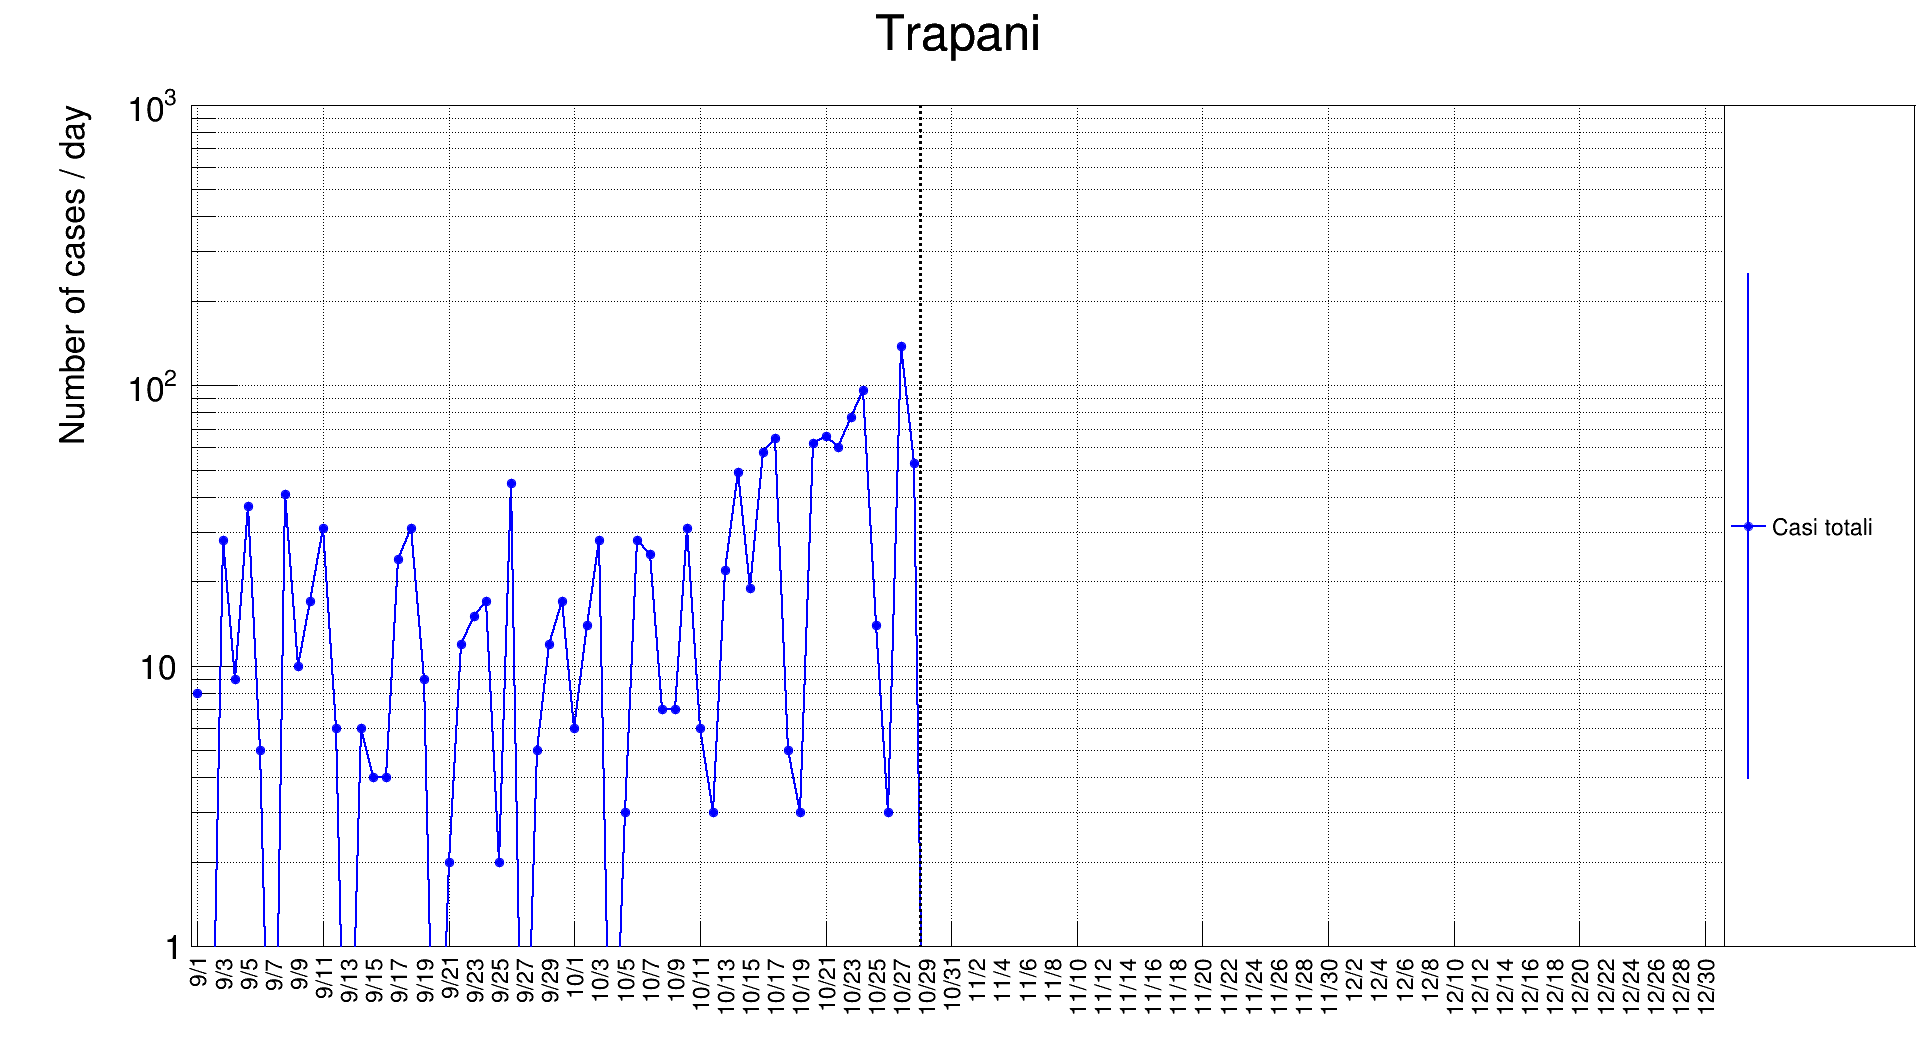 Trapani
Number of cases / day
10³
10²
10
1
9/1 9/3 9/5 9/7 9/9 9/11 9/13 9/15 9/17 9/19 9/21 9/23 9/25 9/27 9/29 10/1 10/3 10/5 10/7 10/9 10/11 10/13 10/15 10/17 10/19 10/21 10/23 10/25 10/27 10/29 10/31 11/2 11/4 11/6 11/8 11/10 11/12 11/14 11/16 11/18 11/20 11/22 11/24 11/26 11/28 11/30 12/2 12/4 12/6 12/8 12/10 12/12 12/14 12/16 12/18 12/20 12/22 12/24 12/26 12/28 12/30
Casi totali